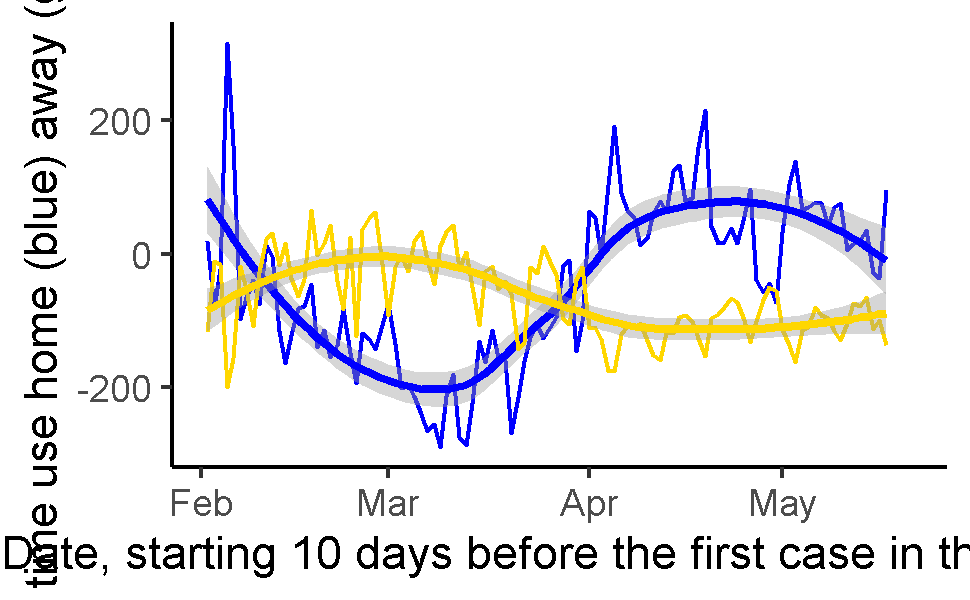 time use home (blue) away (
200
0
-200
Feb Mar Apr May
Date, starting 10 days before the first case in th